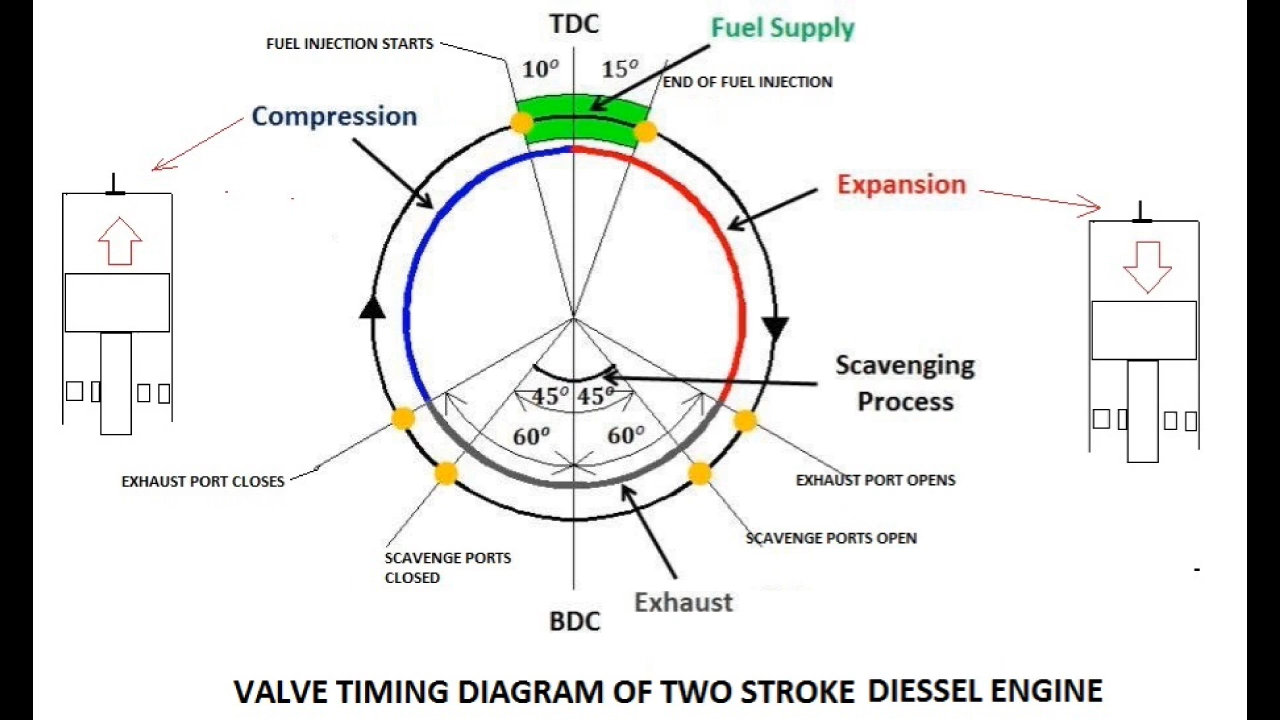 TDC
Fuel Supply
FUEL INJECTION STARTS
10°
15°
END OF FUEL INJECTION
Compression
Expansion
Scavenging
Process
45°
45°
60°
60°
EXHAUST PORT CLOSES
EXHAUST PORT OPENS
SCAVENGE PORTS OPEN
SCAVENGE PORTS
CLOSED
Exhaust
BDC
VALVE TIMING DIAGRAM OF TWO STROKE DIESSEL ENGINE